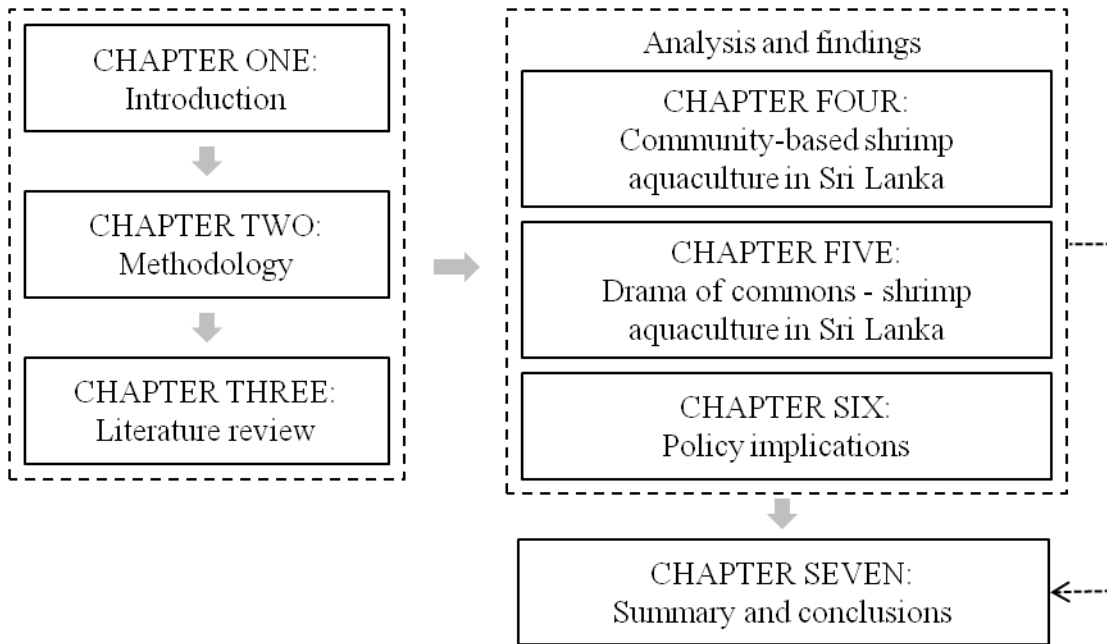 CHAPTER ONE:
Introduction
CHAPTER TWO:
Methodology
CHAPTER THREE:
Literature review
Analysis and findings
CHAPTER FOUR:
Community-based shrimp
aquaculture in Sri Lanka
CHAPTER FIVE:
Drama of commons - shrimp
aquaculture in Sri Lanka
CHAPTER SIX:
Policy implications
CHAPTER SEVEN:
Summary and conclusions